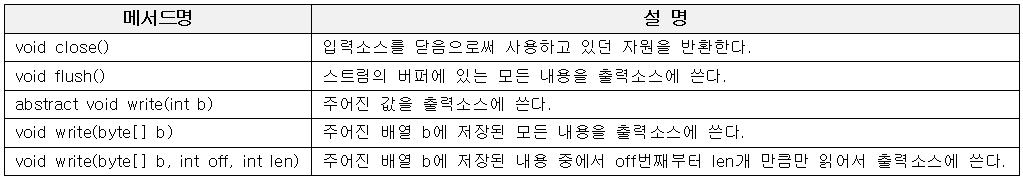 메서드명 설 명
void close() 입력소스를 닫음으로써 사용하고 있던 자원을 반환한다.
void flush() 스트림의 버퍼에 있는 모든 내용을 출력소스에 쓴다.
abstract void write(int b) 주어진 값을 출력소스에 쓴다.
void write(byte[] b) 주어진 배열 b에 저장된 모든 내용을 출력소스에 쓴다.
void write(byte[] b, int off, int len) 주어진 배열 b에 저장된 내용 중에서 off번째부터 len개 만큼만 읽어서 출력소스에 쓴다.